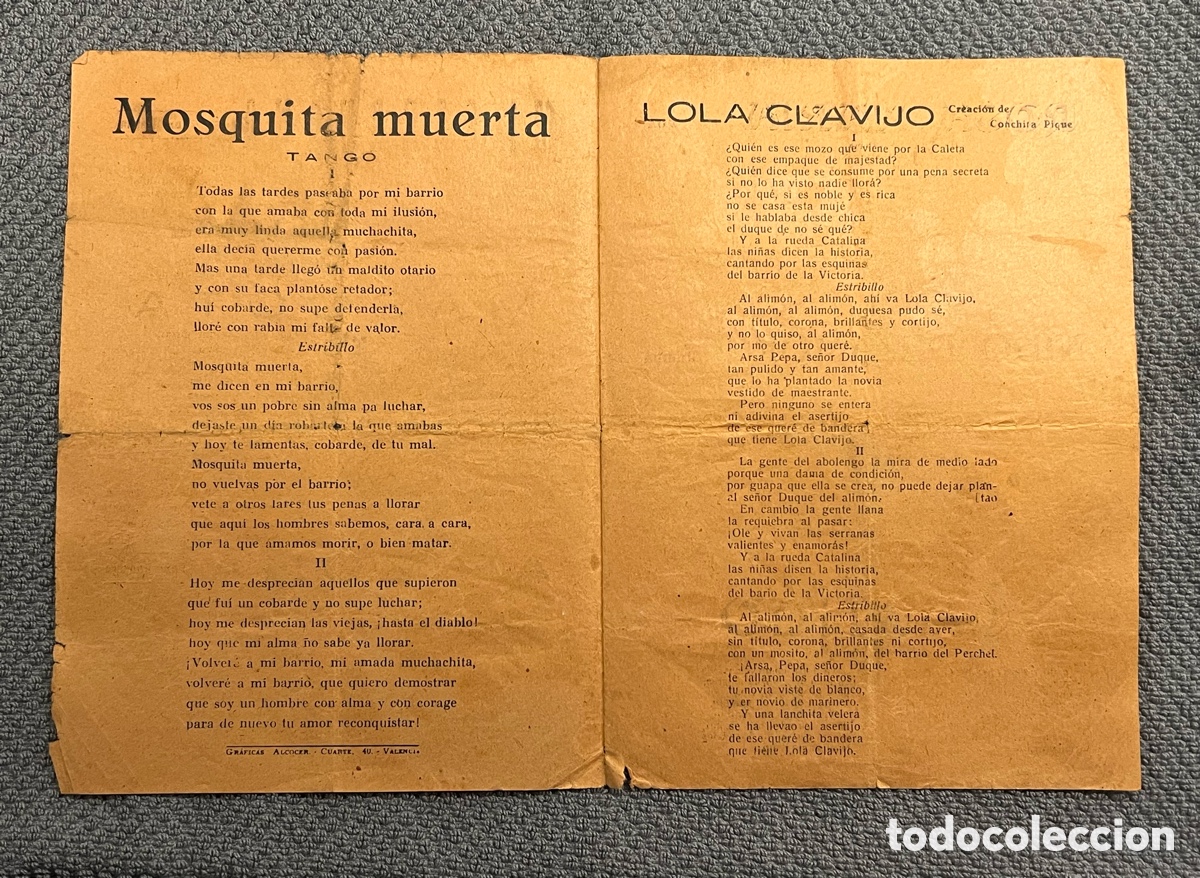 Mosquita muerta
TANGO
I
Todas las tardes paseaba por mi barrio
con la que amaba con toda mi ilusión,
era muy linda aquella muchachita,
ella decía quererme con pasión.
Mas una tarde llegó un maldito otario
y con su faca plantóse retador;
huí cobarde, no supe defenderla,
lloré con rabia mi falta de valor.
Estribillo
Mosquita muerta,
me dicen en mi barrio,
vos sos un pobre sin alma pa luchar,
dejaste un día robarte a la que amabas
y hoy te lamentas, cobarde, de tu mal.
Mosquita muerta,
no vuelvas por el barrio;
vete a otros lares tus penas a llorar
que aquí los hombres sabemos, cara a cara,
por la que amamos morir, o bien matar.
II
Hoy me desprecian aquellos que supieron
que fuí un cobarde y no supe luchar;
hoy me desprecian las viejas, ¡hasta el diablo!
hoy que mi alma no sabe ya llorar.
¡Volveré a mi barrio, mi amada muchachita,
volveré a mi barrio, que quiero demostrar
que soy un hombre con alma y con corage
para de nuevo tu amor reconquistar!
GRÁFICAS ALCOCER - CUARTE, 40. - VALENCIA
LOLA CLAVIJO Creación de
Conchita Pique
I
¿Quién es ese mozo que viene por la Caleta
con ese empaque de majestad?
¿Quién dice que se consume por una pena secreta
si no lo ha visto nadie llorá?
¿Por qué, si es noble y es rica
no se casa esta mujé
si le hablaba desde chica
el duque de no sé qué?
Y a la rueda Catalina
las niñas dicen la historia,
cantando por las esquinas
del barrio de la Victoria.
Estribillo
Al alimón, al alimón, ahí va Lola Clavijo,
al alimón, al alimón, duquesa pudo sé,
con título, corona, brillantes y cortijo,
y no lo quiso, al alimón,
por mo de otro queré.
Arsa Pepa, señor Duque,
tan pulido y tan amante,
que lo ha plantado la novia
vestido de maestrante.
Pero ninguno se entera
ni adivina el asertijo
de ese queré de bandera
que tiene Lola Clavijo.
II
La gente del abolengo la mira de medio lado
porque una dama de condición,
por guapa que ella se crea, no puede dejar plan-
al señor Duque del alimón. [tao
En cambio la gente llana
la requiebra al pasar:
¡Ole y vivan las serranas
valientes y enamorás!
Y a la rueda Catalina
las niñas disen la historia,
cantando por las esquinas
del bario de la Victoria.
Estribillo
Al alimón, al alimón, ahí va Lola Clavijo,
al alimón, al alimón, casada desde ayer,
sin título, corona, brillantes ni cortijo,
con un mosito, al alimón, del barrio del Perchel.
¡Arsa, Pepa, señor Duque,
te fallaron los dineros;
tu novia viste de blanco,
y er novio de marinero.
Y una lanchita velera
se ha llevao el asertijo
de ese queré de bandera
que tiene Lola Clavijo.
todocoleccion